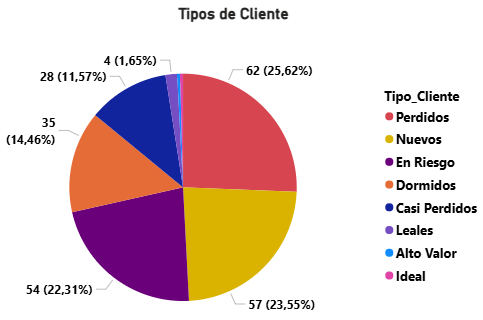 Tipos de Cliente
4 (1,65%)
62 (25,62%)
28 (11,57%)
35
(14,46%)
54 (22,31%)
57 (23,55%)
Tipo_Cliente
Perdidos
Nuevos
En Riesgo
Dormidos
Casi Perdidos
Leales
Alto Valor
Ideal